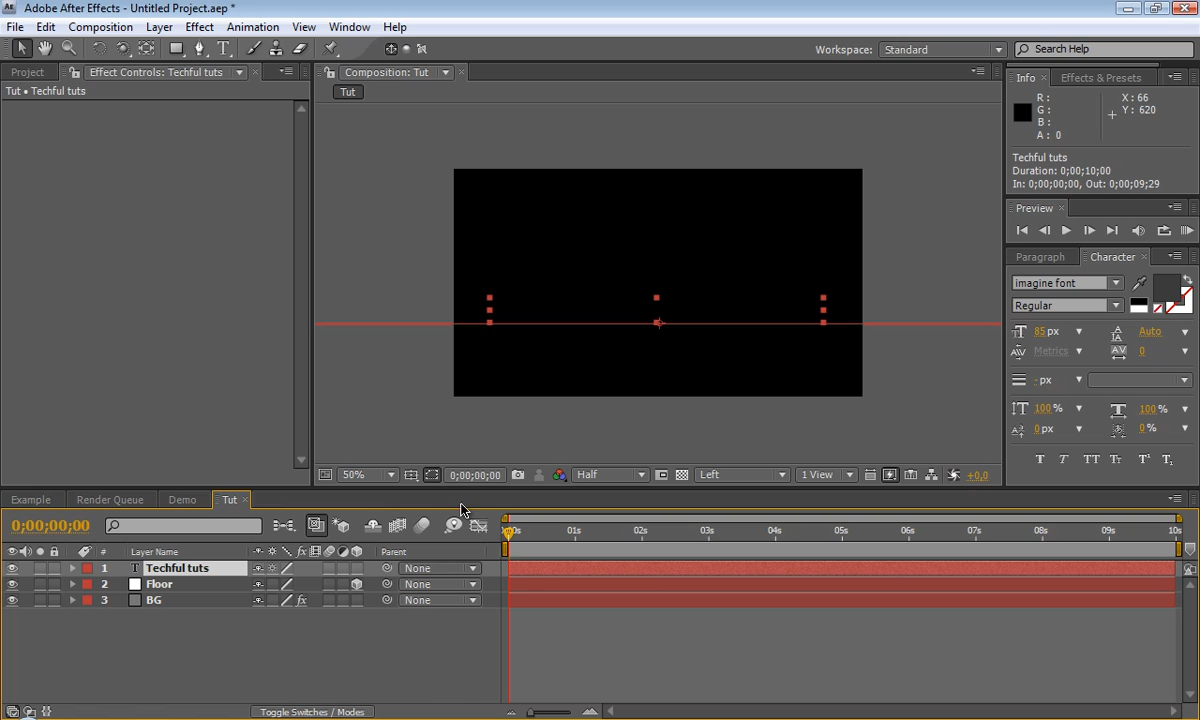 Adobe After Effects - Untitled Project.aep *
File Edit Composition Layer Effect Animation View Window Help
Workspace: Standard Search Help
Project Effect Controls: Techful tuts
Tut • Techful tuts
Composition: Tut
Tut
Info Effects & Presets
R: X: 66
G: Y: 620
B:
A: 0
Techful tuts
Duration: 0;00;10;00
In: 0;00;00;00, Out: 0;00;09;29
Preview
Paragraph Character
imagine font
Regular
85 px Auto
Metrics 0
- px
100 % 100 %
0 px 0 %
T T TT Tr T¹ T₁
50% 0;00;00;00 Half Left 1 View +0,0
Example Render Queue Demo Tut
0;00;00;00
01s 02s 03s 04s 05s 06s 07s 08s 09s 10s
# Layer Name fx Parent
1 T Techful tuts None
2 Floor None
3 BG fx None
Toggle Switches / Modes